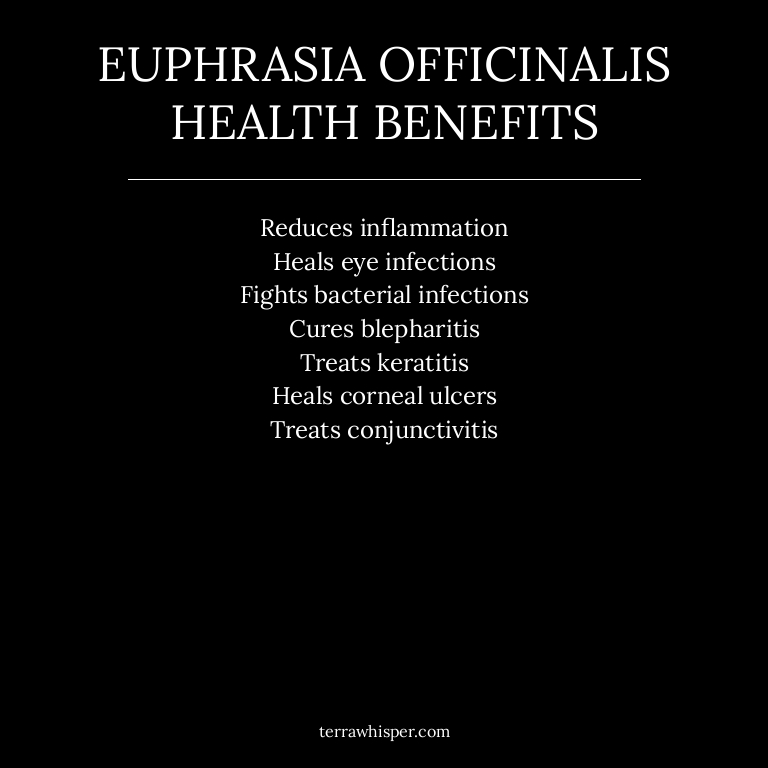 EUPHRASIA OFFICINALIS
HEALTH BENEFITS
Reduces inflammation
Heals eye infections
Fights bacterial infections
Cures blepharitis
Treats keratitis
Heals corneal ulcers
Treats conjunctivitis
terrawhisper.com